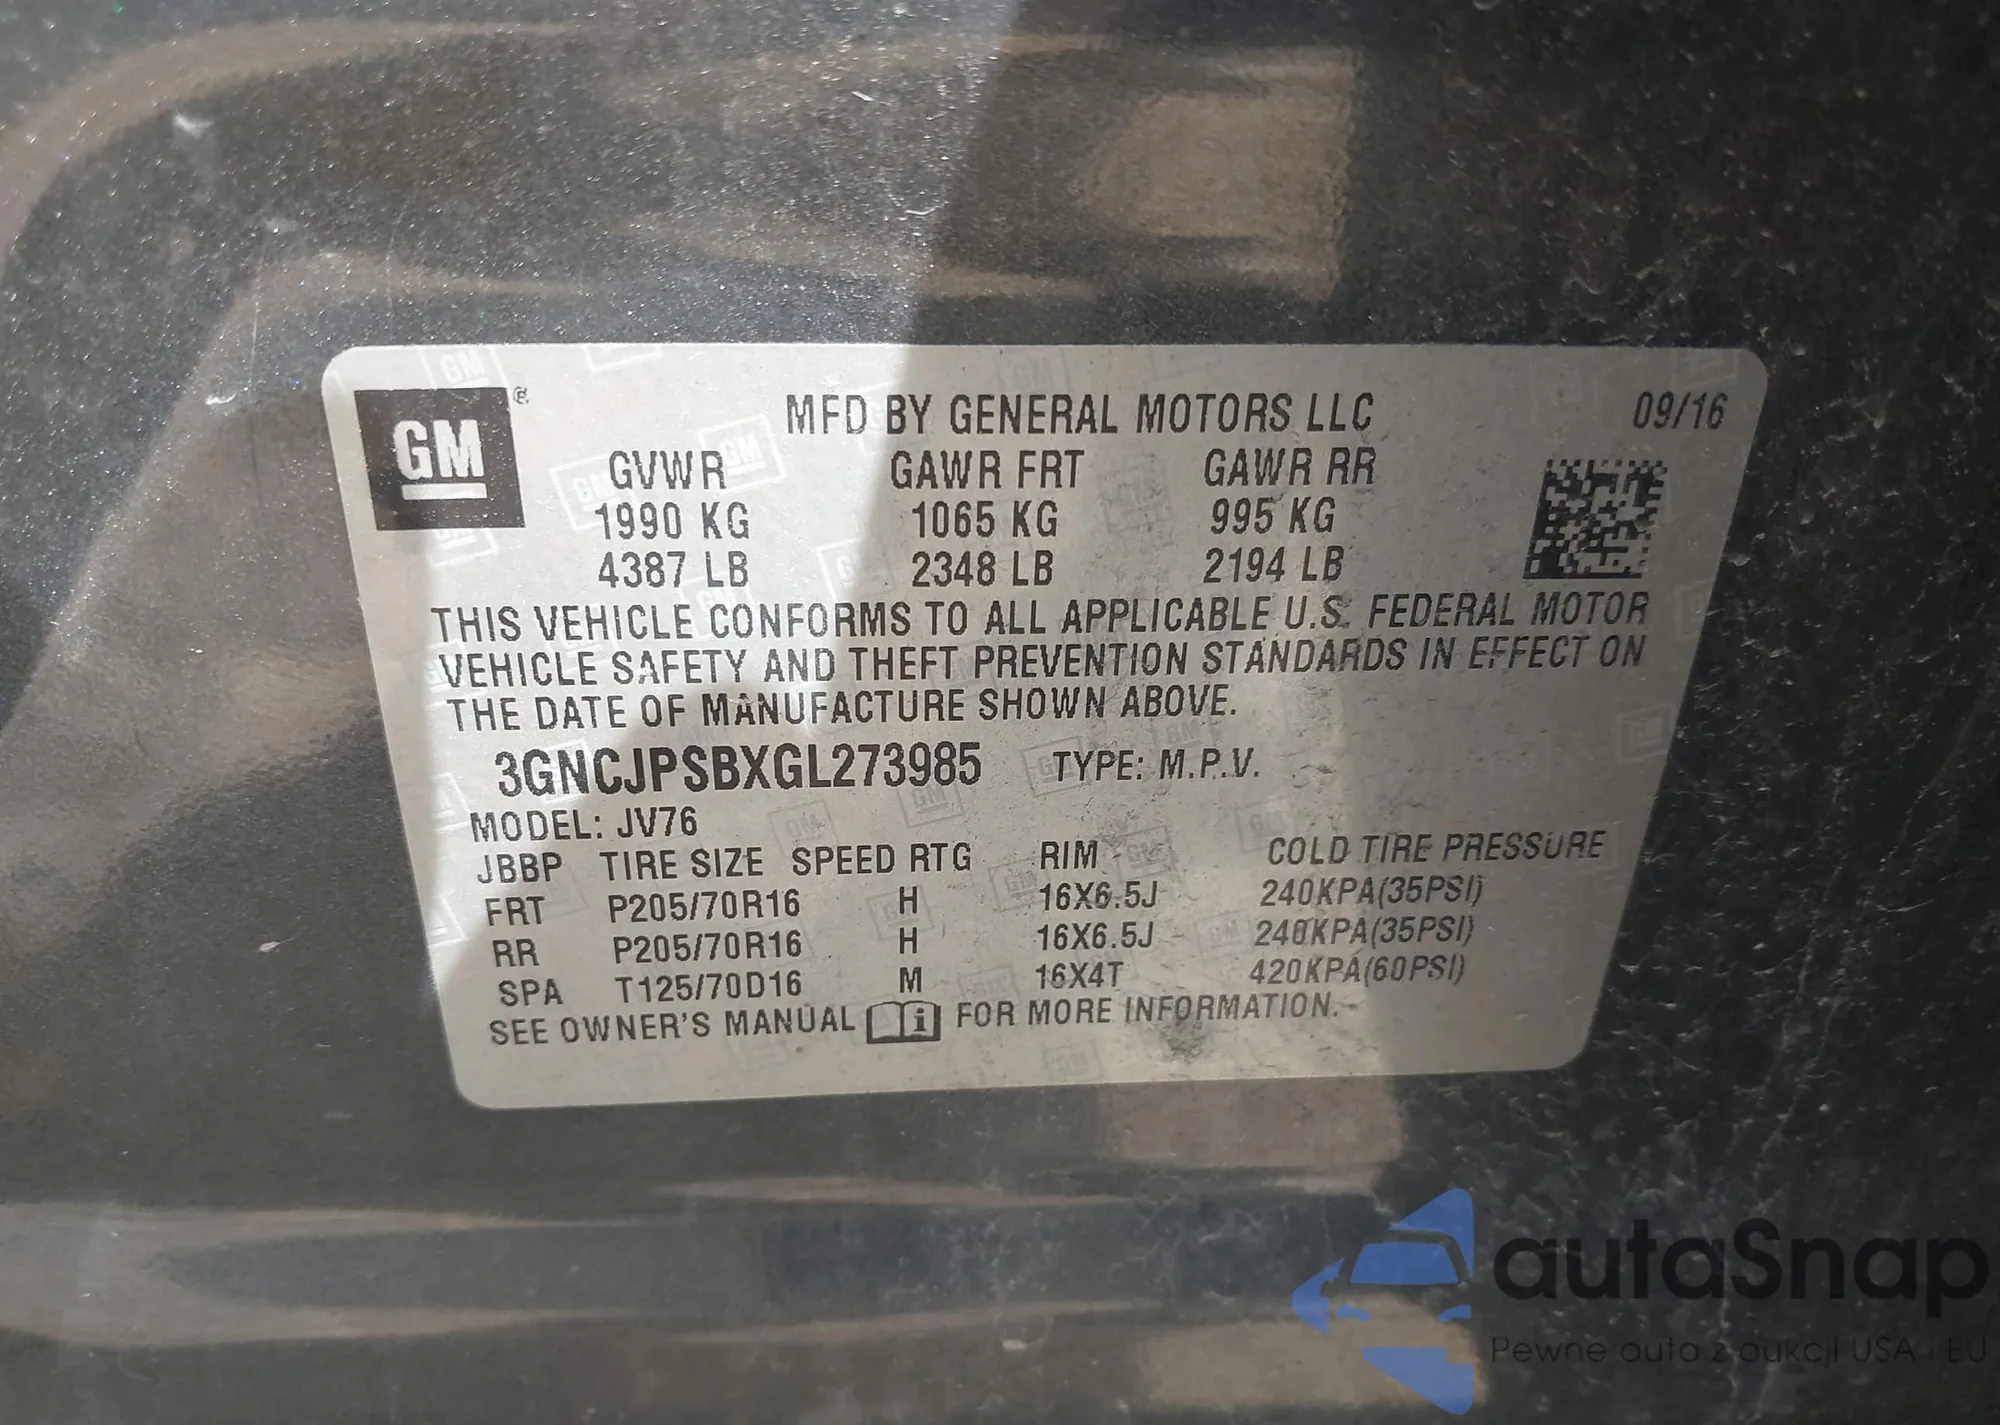 GM ®
MFD BY GENERAL MOTORS LLC 09/16
GVWR GAWR FRT GAWR RR
1990 KG 1065 KG 995 KG
4387 LB 2348 LB 2194 LB
THIS VEHICLE CONFORMS TO ALL APPLICABLE U.S. FEDERAL MOTOR
VEHICLE SAFETY AND THEFT PREVENTION STANDARDS IN EFFECT ON
THE DATE OF MANUFACTURE SHOWN ABOVE.
3GNCJPSBXGL273985 TYPE: M.P.V.
MODEL: JV76
JBBP TIRE SIZE SPEED RTG RIM COLD TIRE PRESSURE
FRT P205/70R16 H 16X6.5J 240KPA(35PSI)
RR P205/70R16 H 16X6.5J 240KPA(35PSI)
SPA T125/70D16 M 16X4T 420KPA(60PSI)
SEE OWNER'S MANUAL i FOR MORE INFORMATION.
autaSnap
Pewne auta z aukcji USA i EU